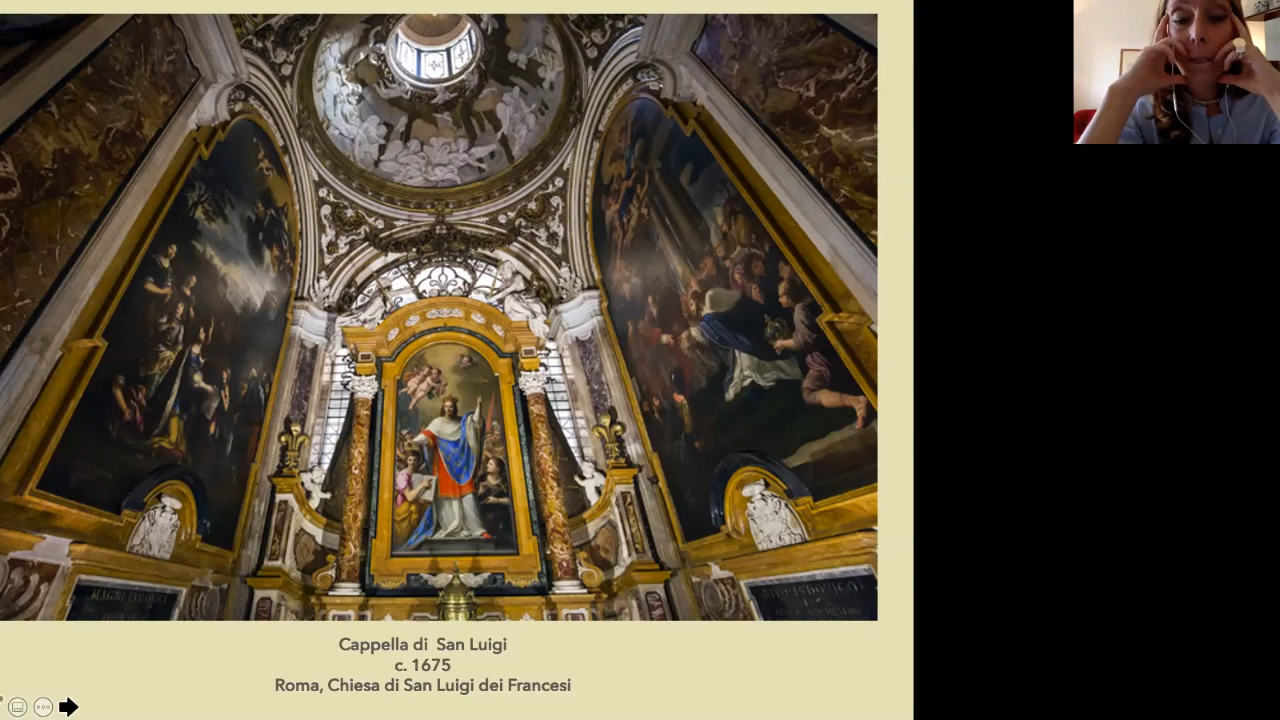 Cappella di San Luigi
c. 1675
Roma, Chiesa di San Luigi dei Francesi